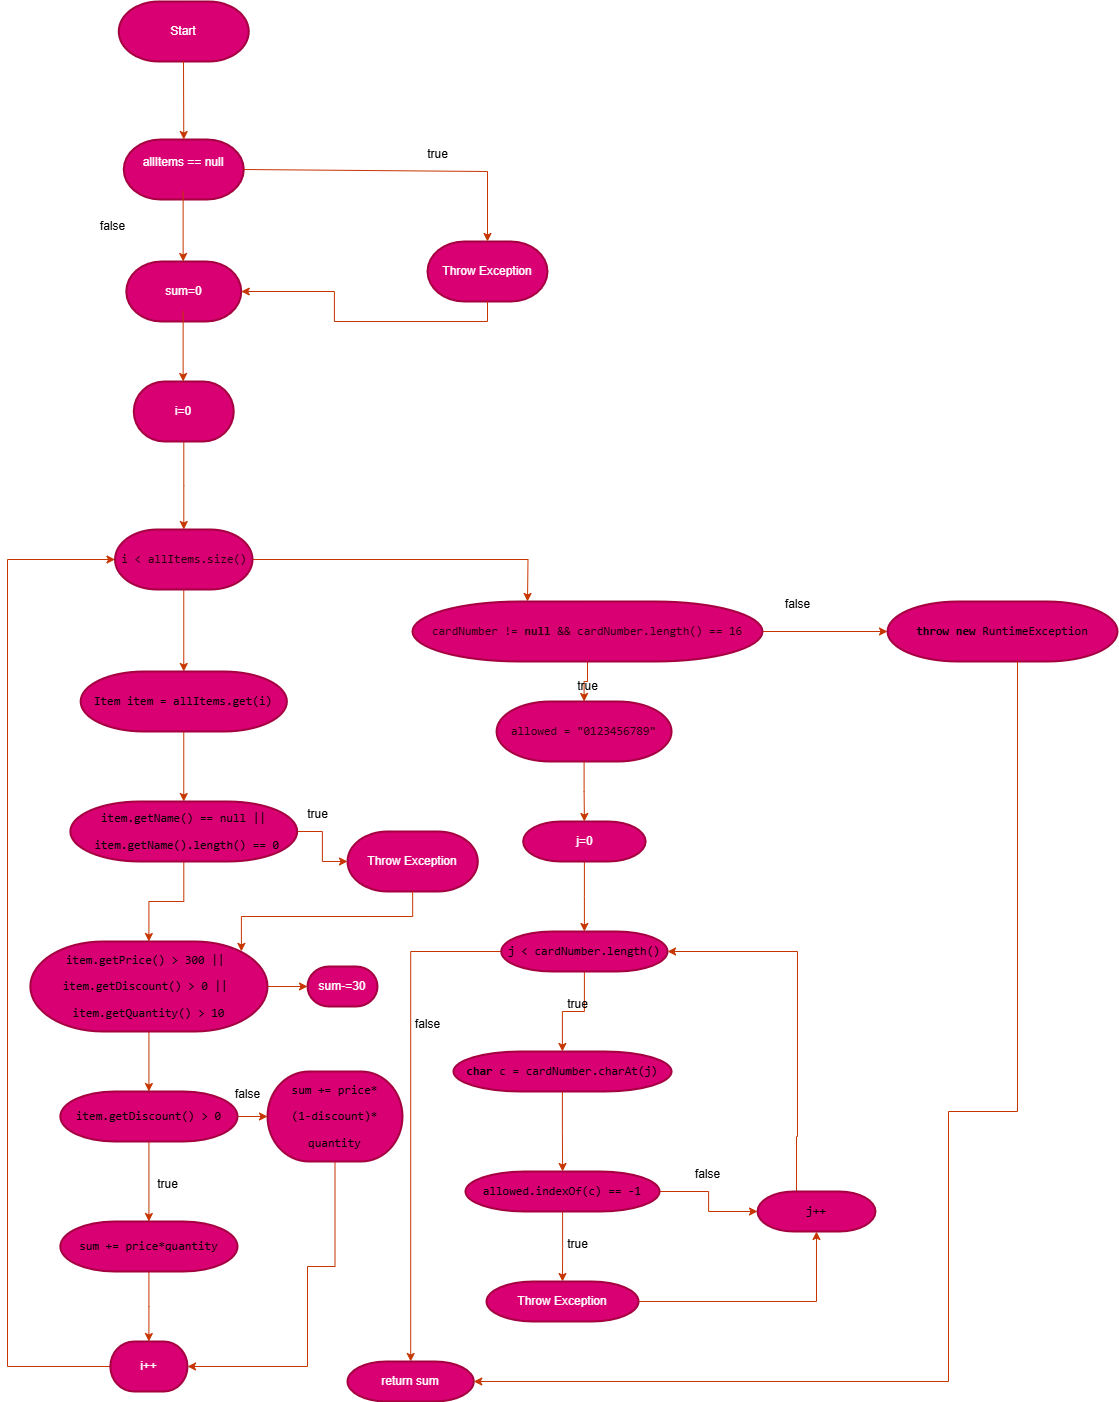 Start
allItems == null
true
false
Throw Exception
sum=0
i=0
i < allItems.size()
cardNumber != null && cardNumber.length() == 16
false
throw new RuntimeException
true
Item item = allItems.get(i)
allowed = "0123456789"
item.getName() == null ||
item.getName().length() == 0
true
Throw Exception
j=0
item.getPrice() > 300 ||
item.getDiscount() > 0 ||
item.getQuantity() > 10
sum-=30
j < cardNumber.length()
true
false
char c = cardNumber.charAt(j)
item.getDiscount() > 0
false
sum += price*
(1-discount)*
quantity
true
allowed.indexOf(c) == -1
false
j++
sum += price*quantity
true
Throw Exception
i++
return sum